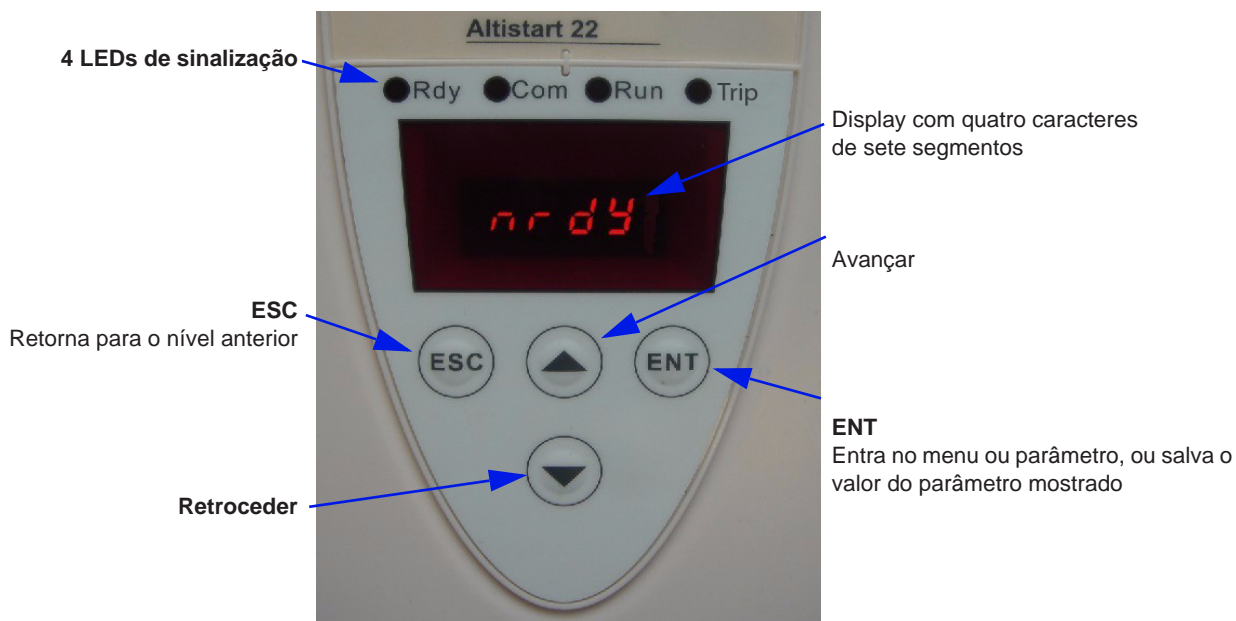 Altistart 22
4 LEDs de sinalização
Rdy Com Run Trip
Display com quatro caracteres
de sete segmentos
nrdY
Avançar
ESC
Retorna para o nível anterior
ESC
ENT
ENT
Entra no menu ou parâmetro, ou salva o
valor do parâmetro mostrado
Retroceder